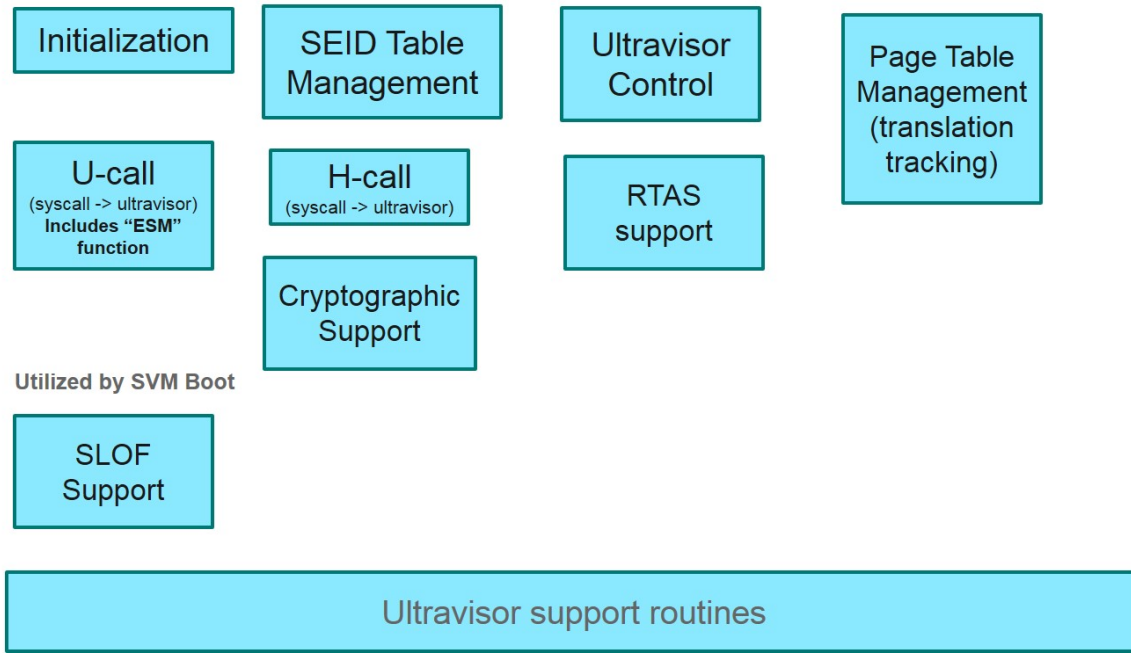 Initialization
SEID Table
Management
Ultravisor
Control
Page Table
Management
(translation
tracking)
U-call
(syscall -> ultravisor)
Includes “ESM”
function
H-call
(syscall -> ultravisor)
RTAS
support
Cryptographic
Support
Utilized by SVM Boot
SLOF
Support
Ultravisor support routines